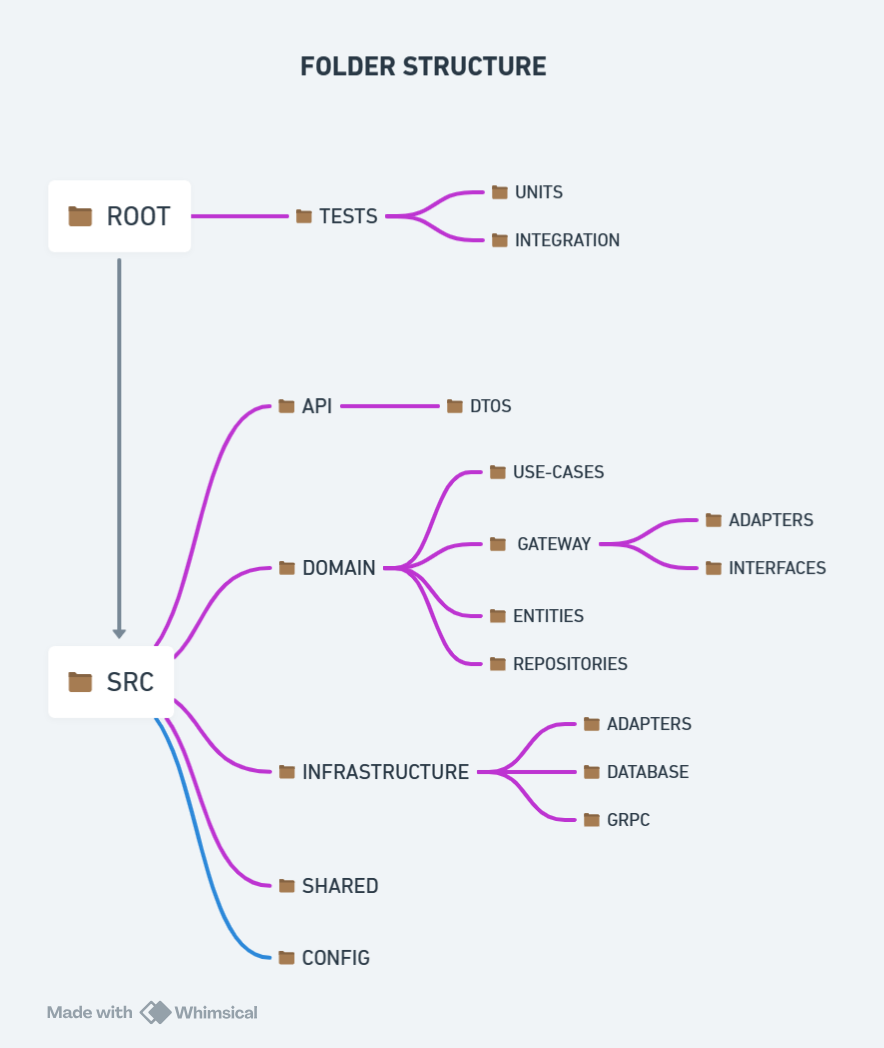 FOLDER STRUCTURE
ROOT
TESTS
UNITS
INTEGRATION
SRC
API
DTOS
DOMAIN
USE-CASES
GATEWAY
ADAPTERS
INTERFACES
ENTITIES
REPOSITORIES
INFRASTRUCTURE
ADAPTERS
DATABASE
GRPC
SHARED
CONFIG
Made with Whimsical